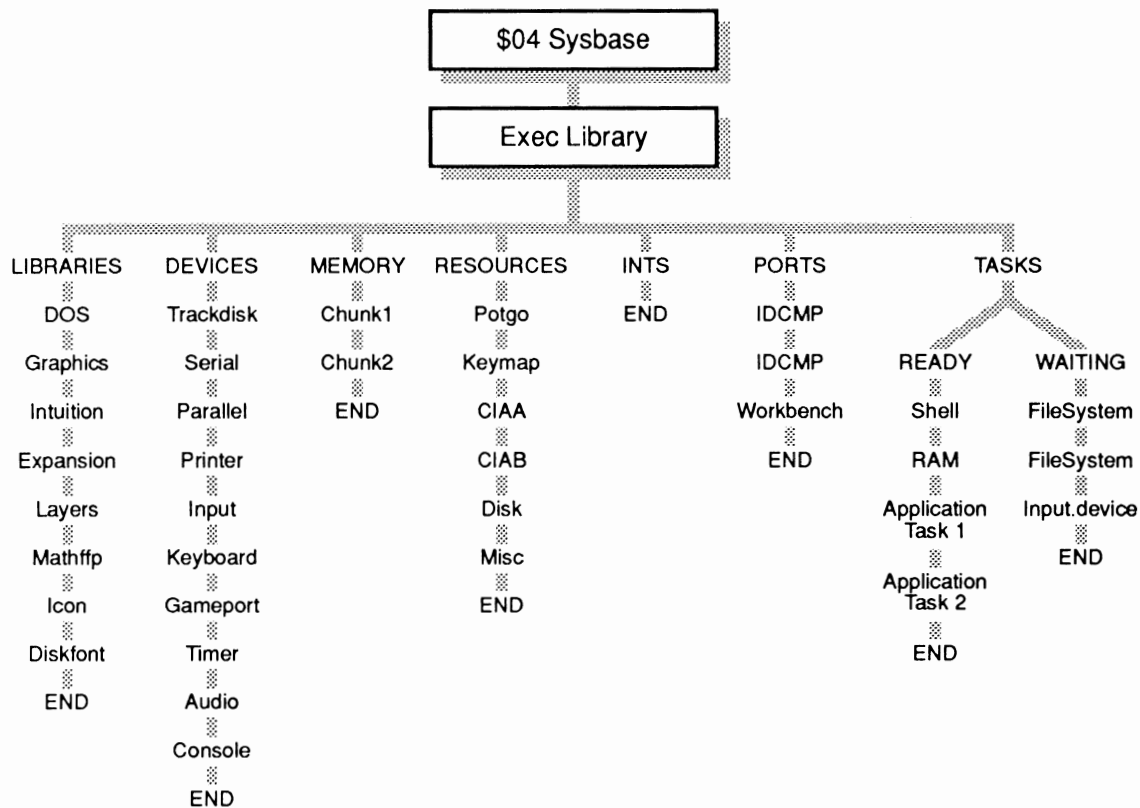 $04 Sysbase
Exec Library
LIBRARIES
DOS
Graphics
Intuition
Expansion
Layers
Mathffp
Icon
Diskfont
END
DEVICES
Trackdisk
Serial
Parallel
Printer
Input
Keyboard
Gameport
Timer
Audio
Console
END
MEMORY
Chunk1
Chunk2
END
RESOURCES
Potgo
Keymap
CIAA
CIAB
Disk
Misc
END
INTS
END
PORTS
IDCMP
IDCMP
Workbench
END
TASKS
READY
Shell
RAM
Application
Task 1
Application
Task 2
END
WAITING
FileSystem
FileSystem
Input.device
END